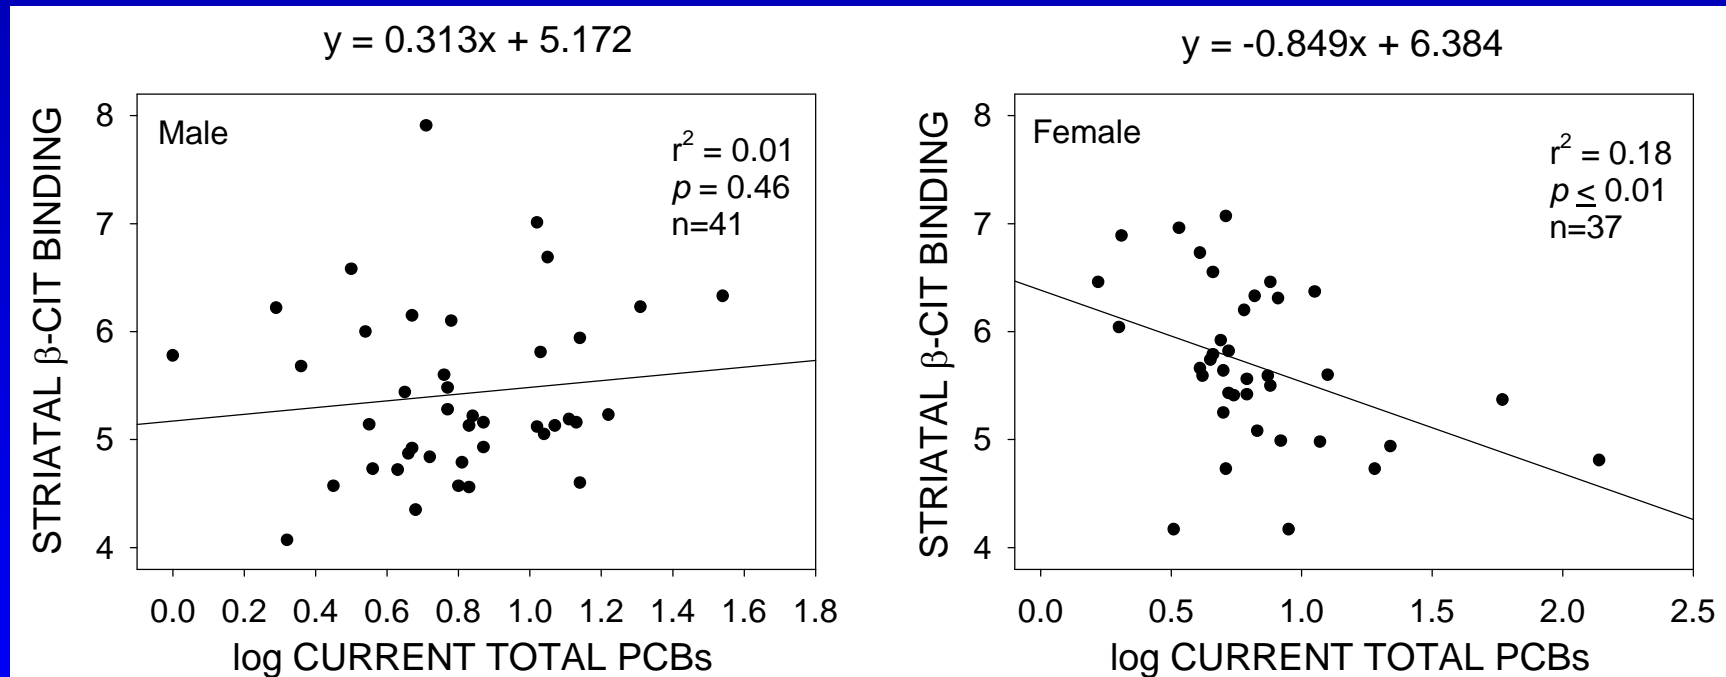 y = 0.313x + 5.172
Male
r² = 0.01
p = 0.46
n=41
8
7
6
5
4
STRIATAL β-CIT BINDING
0.0 0.2 0.4 0.6 0.8 1.0 1.2 1.4 1.6 1.8
log CURRENT TOTAL PCBs
y = -0.849x + 6.384
Female
r² = 0.18
p ≤ 0.01
n=37
8
7
6
5
4
STRIATAL β-CIT BINDING
0.0 0.5 1.0 1.5 2.0 2.5
log CURRENT TOTAL PCBs